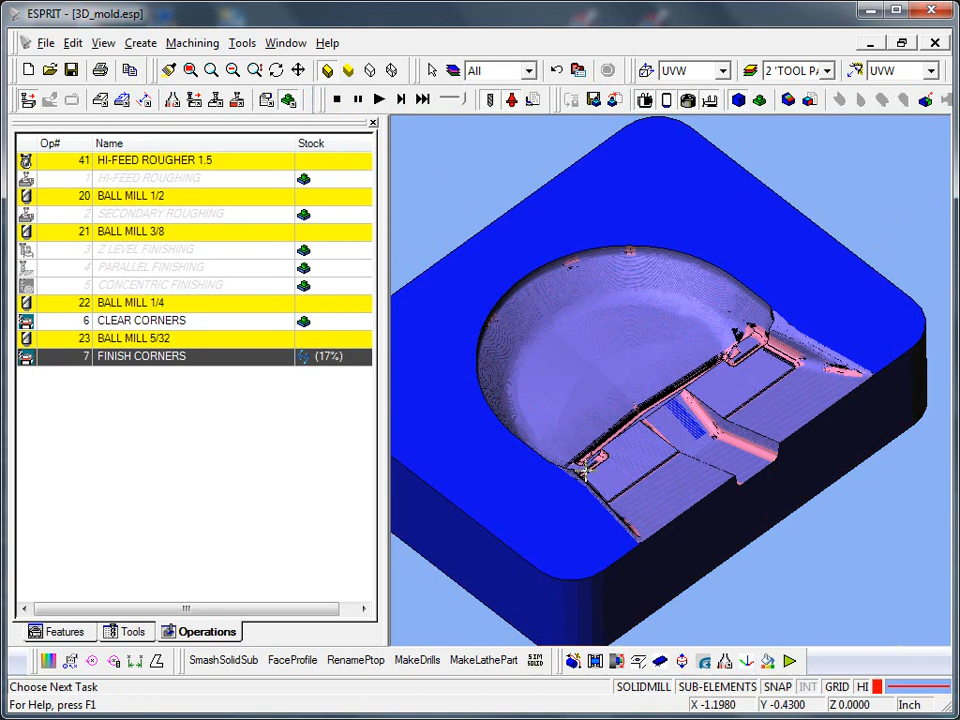 ESPRIT - [3D_mold.esp]
File Edit View Create Machining Tools Window Help
All UVW 2 'TOOL PA UVW
Op# Name Stock
41 HI-FEED ROUGHER 1.5
1 HI-FEED ROUGHING
20 BALL MILL 1/2
2 SECONDARY ROUGHING
21 BALL MILL 3/8
3 Z LEVEL FINISHING
4 PARALLEL FINISHING
5 CONCENTRIC FINISHING
22 BALL MILL 1/4
6 CLEAR CORNERS
23 BALL MILL 5/32
7 FINISH CORNERS (17%)
Features Tools Operations
SmashSolidSub FaceProfile RenamePtop MakeDrills MakeLathePart SIM SOLID
Choose Next Task SOLIDMILL SUB-ELEMENTS SNAP INT GRID HI
For Help, press F1 X -1.1980 Y -0.4300 Z 0.0000 Inch